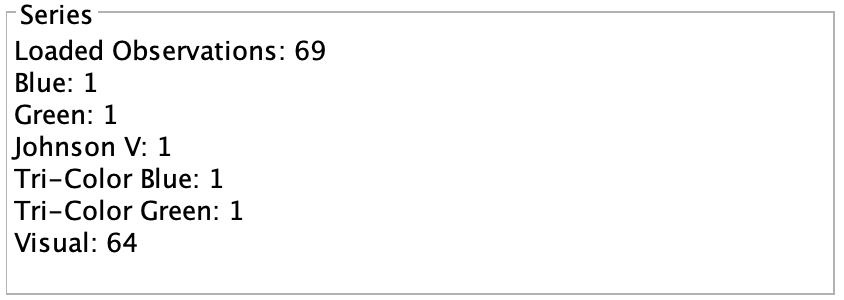 Series
Loaded Observations: 69
Blue: 1
Green: 1
Johnson V: 1
Tri-Color Blue: 1
Tri-Color Green: 1
Visual: 64